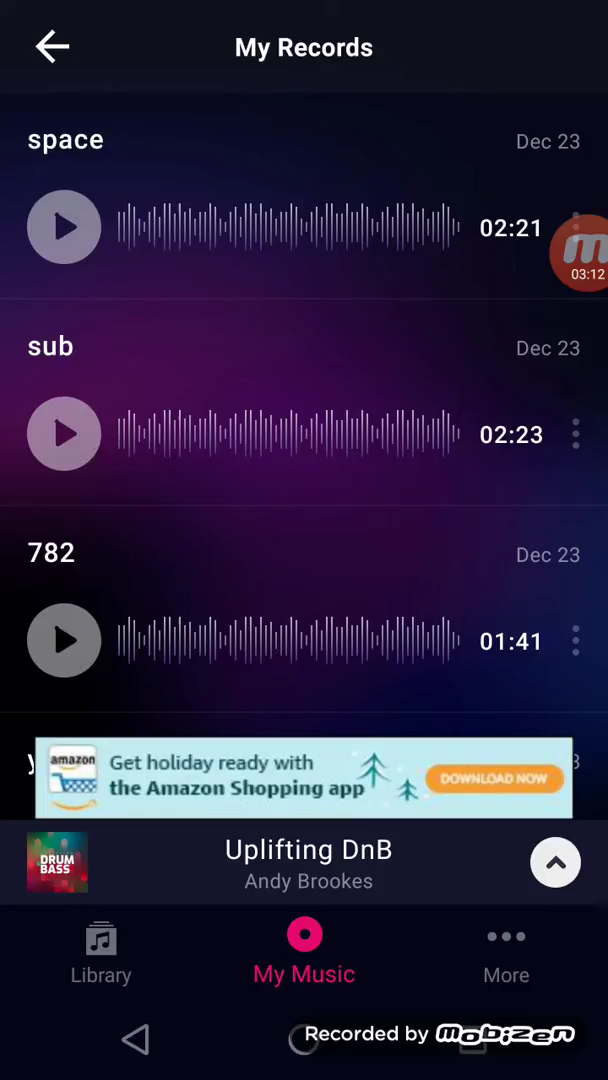 My Records
space
Dec 23
02:21
03:12
sub
Dec 23
02:23
782
Dec 23
01:41
amazon
Get holiday ready with
the Amazon Shopping app
DOWNLOAD NOW
DRUM
BASS
Uplifting DnB
Andy Brookes
Library
My Music
More
Recorded by mobizen